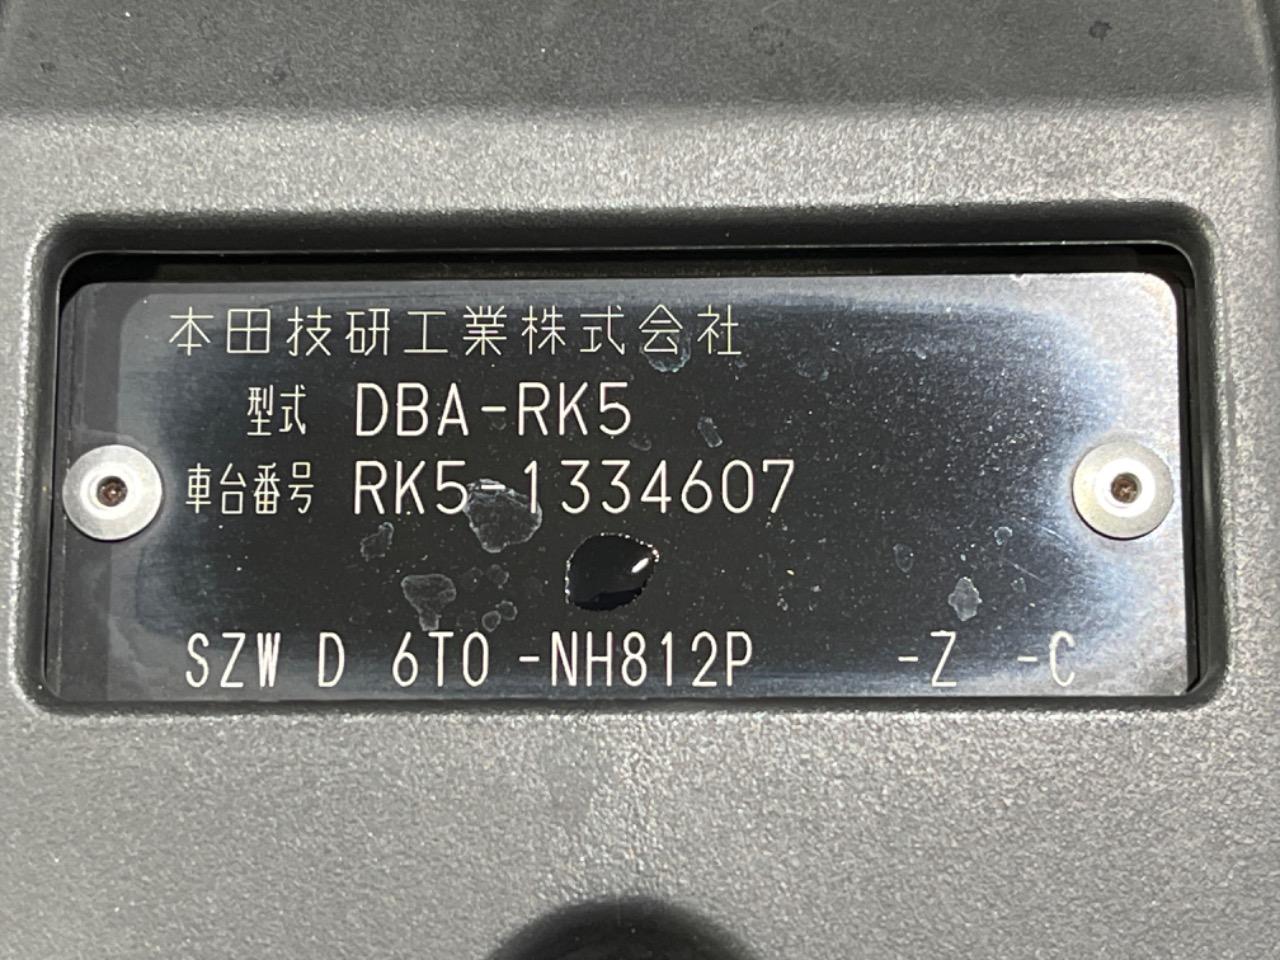 本田技研工業株式会社
型式 DBA-RK5
車台番号 RK5-1334607
SZW D 6T0 -NH812P -Z -C